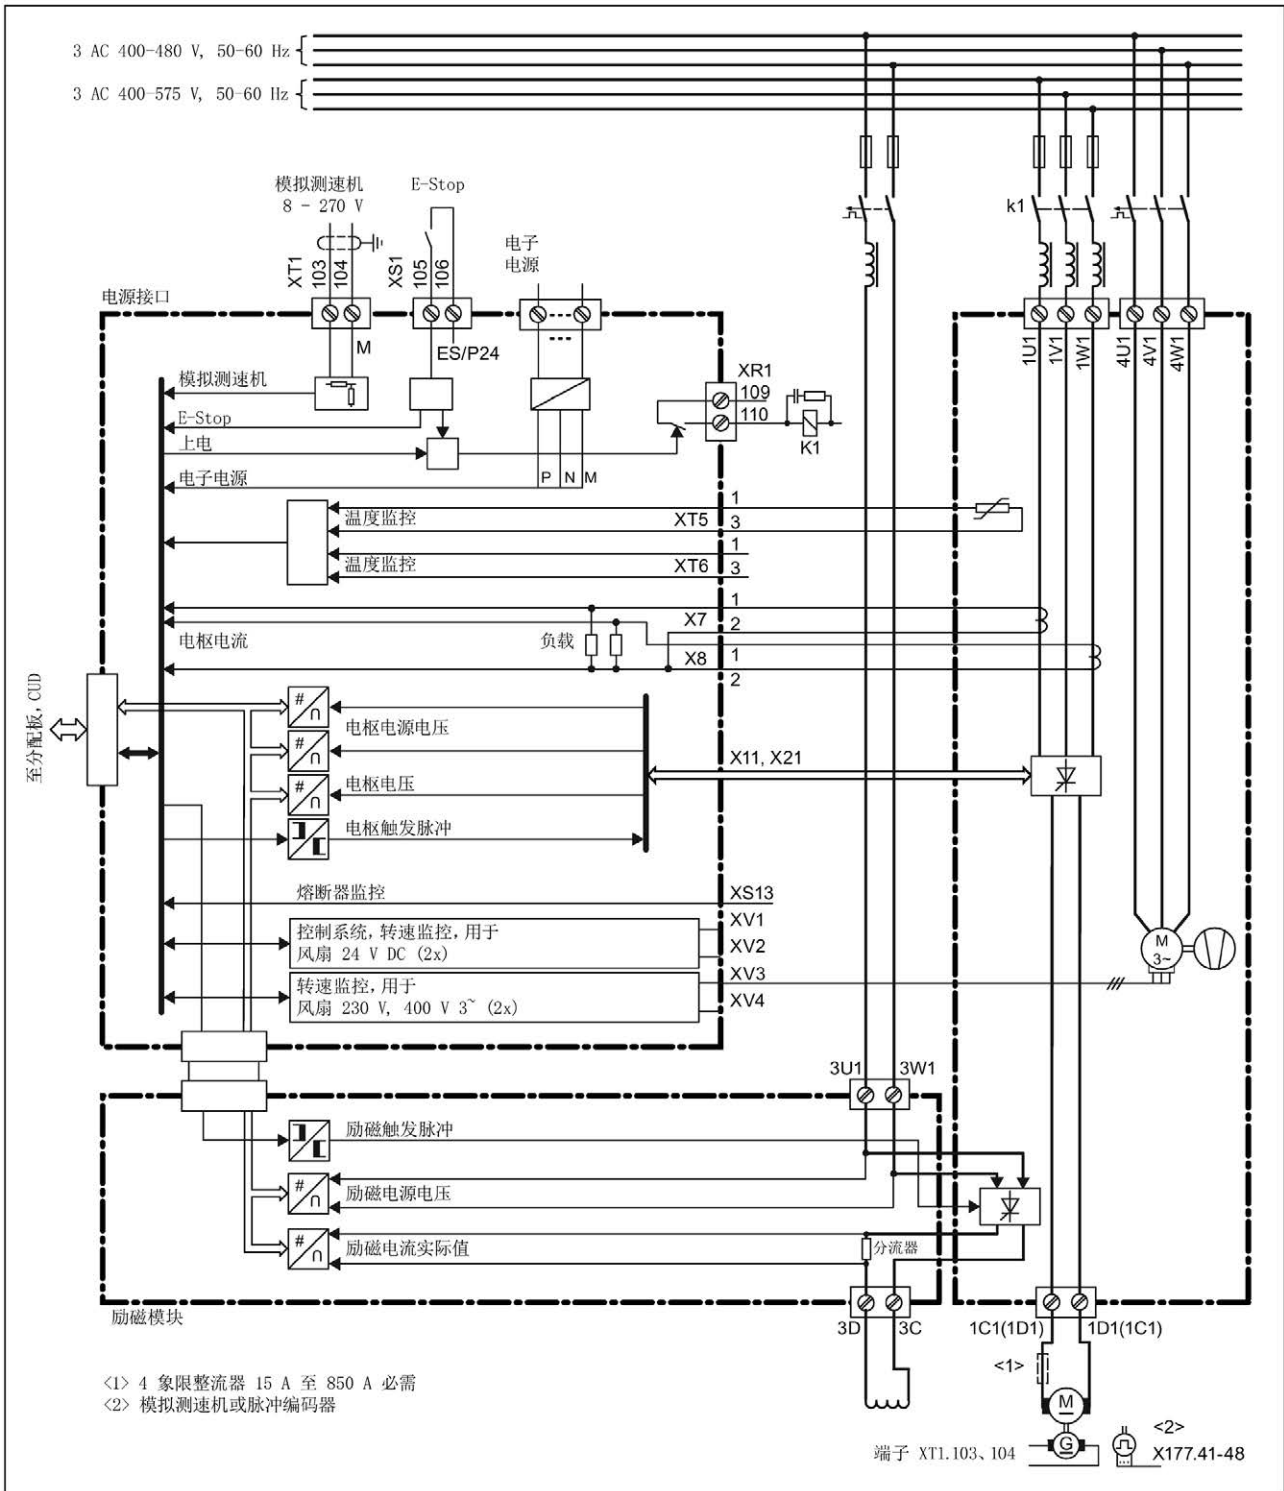 3 AC 400-480 V, 50-60 Hz
3 AC 400-575 V, 50-60 Hz
模拟测速机
8 - 270 V
E-Stop
k1
电子
电源
XT1
103
104
XS1
105
106
电源接口
M
ES/P24
1U1
1V1
1W1
4U1
4V1
4W1
模拟测速机
XR1
109
110
K1
E-Stop
上电
电子电源
P N M
1
温度监控
XT5
3
1
温度监控
XT6
3
1
X7
2
电枢电流
负载
X8
1
2
至分配板, CUD
#
∩
电枢电源电压
#
∩
X11, X21
#
∩
电枢电压
电枢触发脉冲
熔断器监控
XS13
控制系统, 转速监控, 用于
风扇 24 V DC (2x)
XV1
XV2
M
3~
转速监控, 用于
风扇 230 V, 400 V 3~ (2x)
XV3
XV4
3U1
3W1
励磁触发脉冲
#
∩
励磁电源电压
#
∩
励磁电流实际值
分流器
励磁模块
3D
3C
1C1(1D1)
1D1(1C1)
<1>
<1> 4 象限整流器 15 A 至 850 A 必需
<2> 模拟测速机或脉冲编码器
M
G
<2>
端子 XT1.103、104
X177.41-48